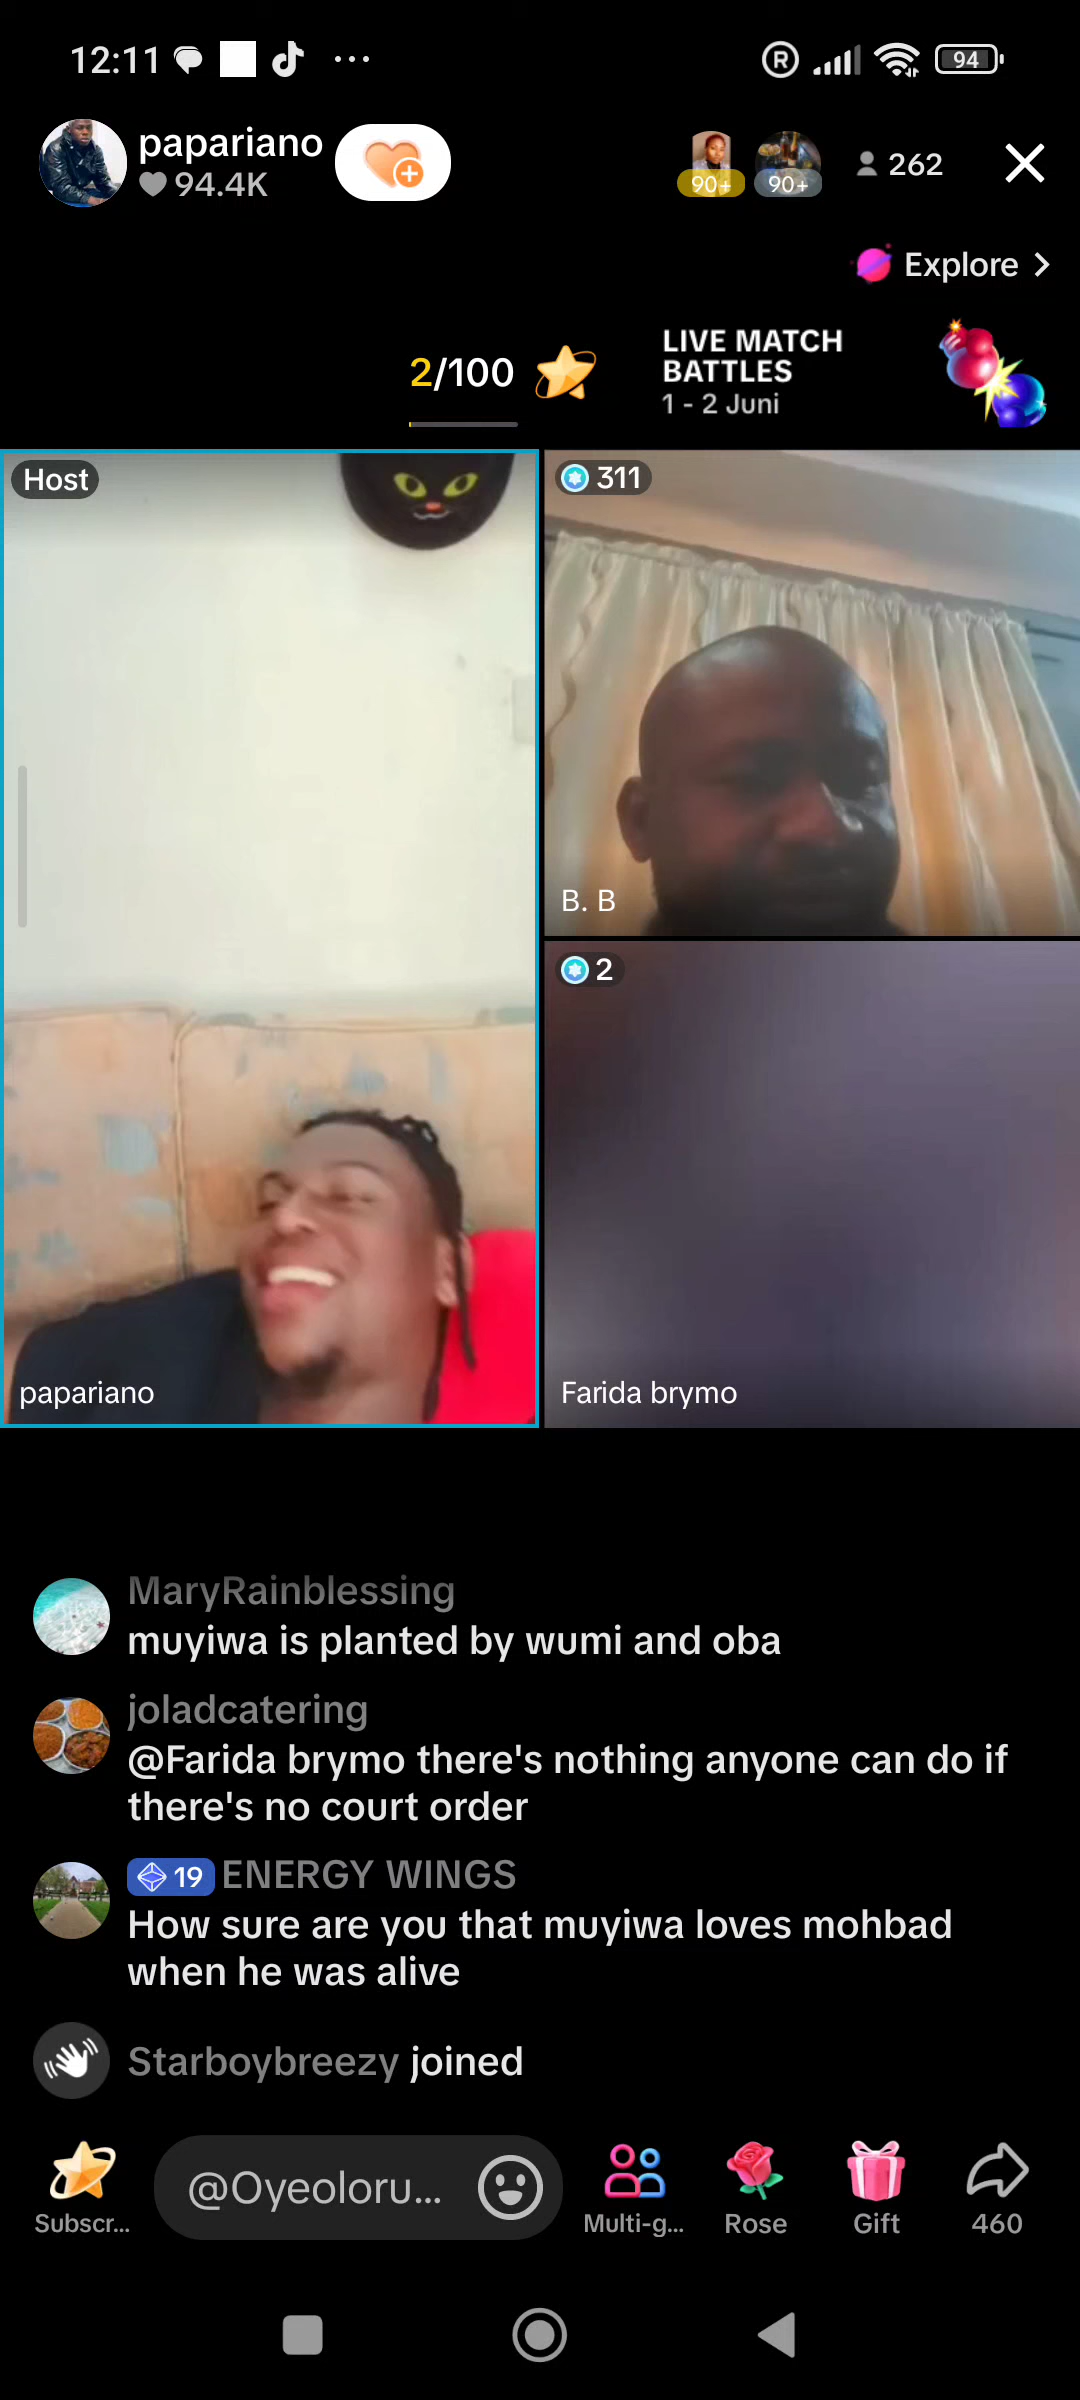 12:11
R
94
papariano
94.4K
90+
90+
262
Explore
2/100
LIVE MATCH
BATTLES
1 - 2 Juni
Host
311
B. B
2
papariano
Farida brymo
MaryRainblessing
muyiwa is planted by wumi and oba
joladcatering
@Farida brymo there's nothing anyone can do if
there's no court order
19 ENERGY WINGS
How sure are you that muyiwa loves mohbad
when he was alive
Starboybreezy joined
@Oyeoloru...
Subscr...
Multi-g...
Rose
Gift
460